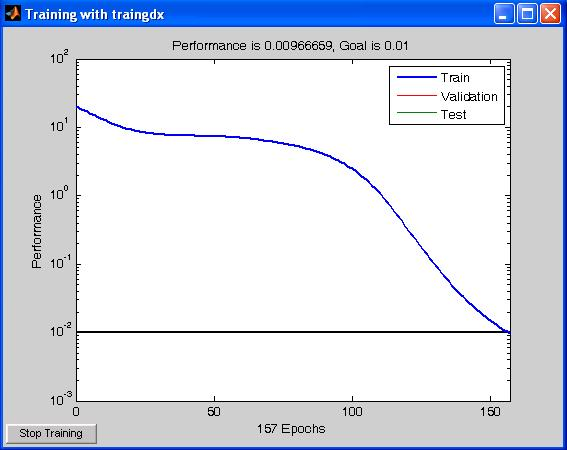 Training with traingdx
Performance is 0.00966659, Goal is 0.01
10^2
10^1
10^0
10^-1
10^-2
10^-3
Performance
Train
Validation
Test
0
50
100
150
157 Epochs
Stop Training